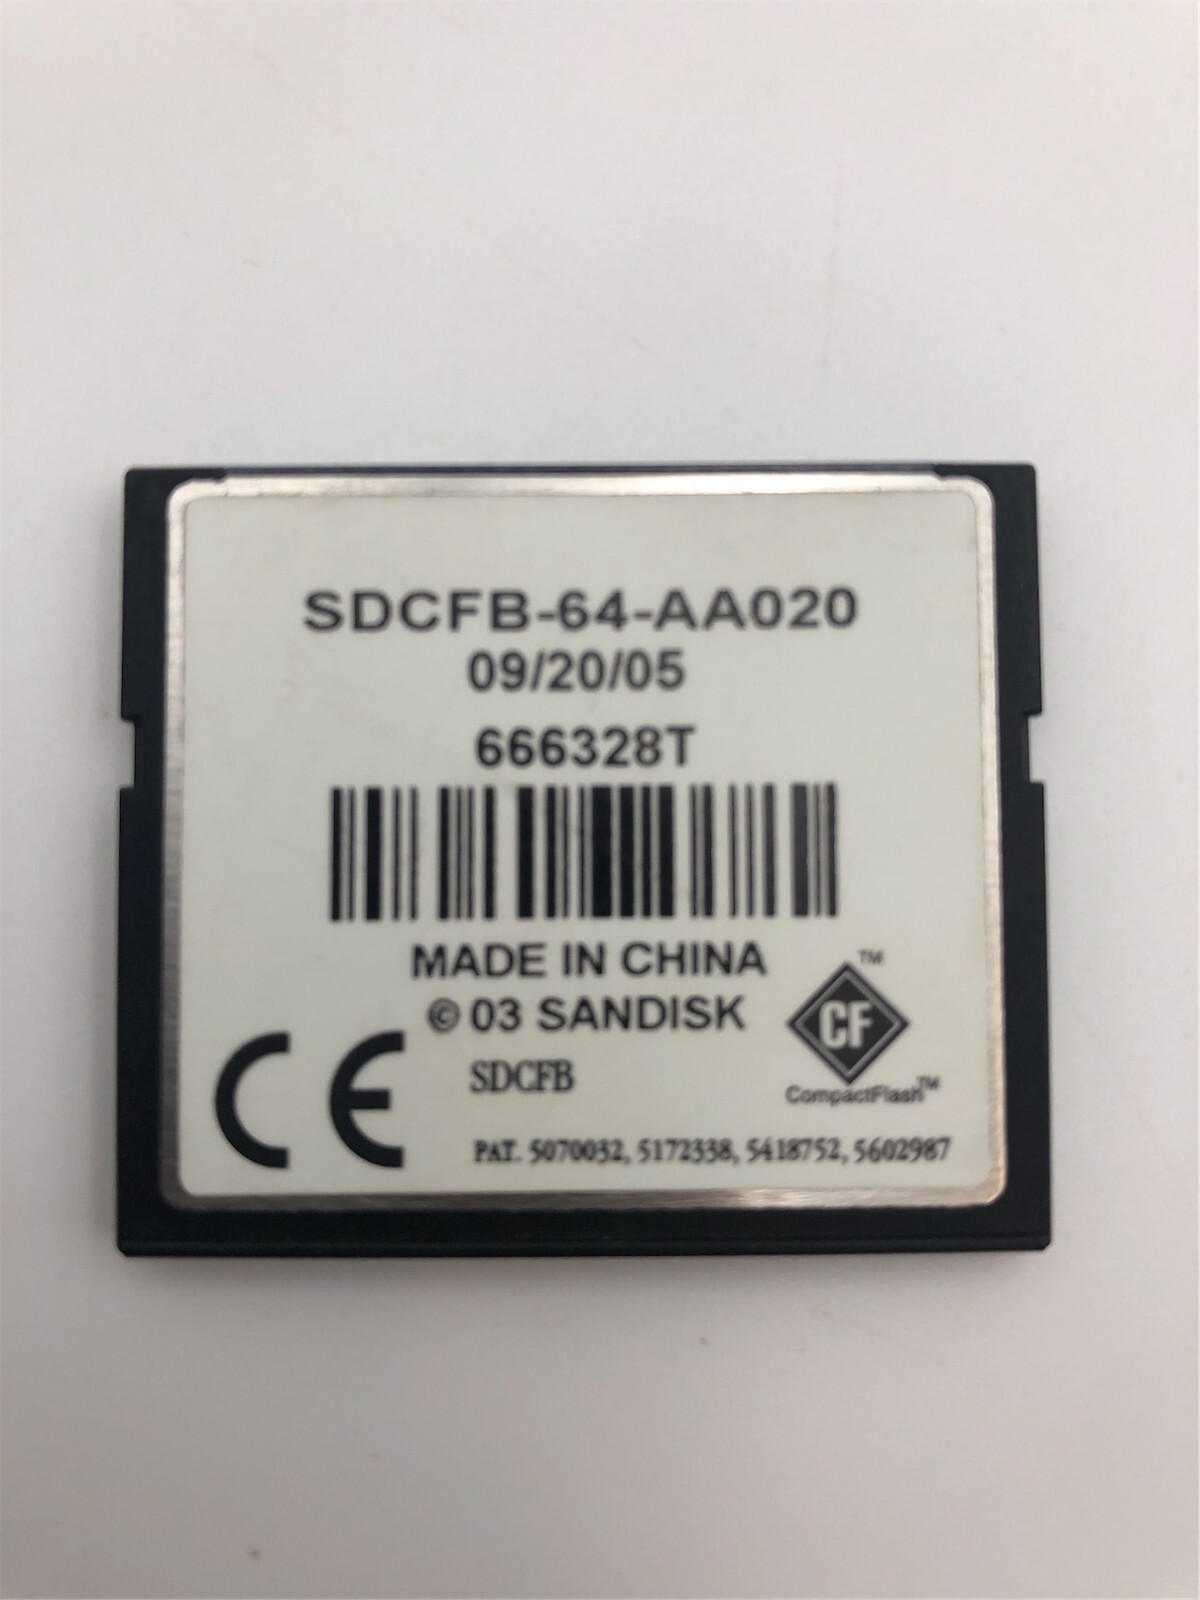 SDCFB-64-AA020
09/20/05
666328T
MADE IN CHINA
© 03 SANDISK
SDCFB
CE
TM
CF
CompactFlash™
PAT. 5070032, 5172338, 5418752, 5602987